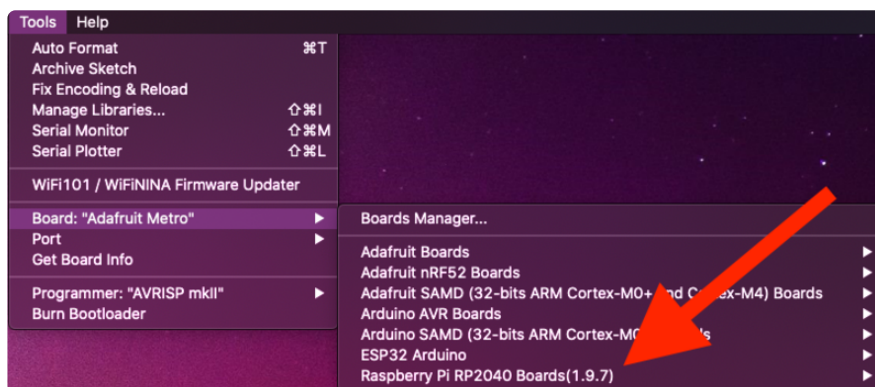 Tools Help
Auto Format ⌘T
Archive Sketch
Fix Encoding & Reload
Manage Libraries... ⇧⌘I
Serial Monitor ⇧⌘M
Serial Plotter ⇧⌘L
WiFi101 / WiFiNINA Firmware Updater
Board: "Adafruit Metro"
Port
Get Board Info
Programmer: "AVRISP mkII"
Burn Bootloader
Boards Manager...
Adafruit Boards
Adafruit nRF52 Boards
Adafruit SAMD (32-bits ARM Cortex-M0+ and Cortex-M4) Boards
Arduino AVR Boards
Arduino SAMD (32-bits ARM
ESP32 Arduino
Raspberry Pi RP2040 Boards(1.9.7)